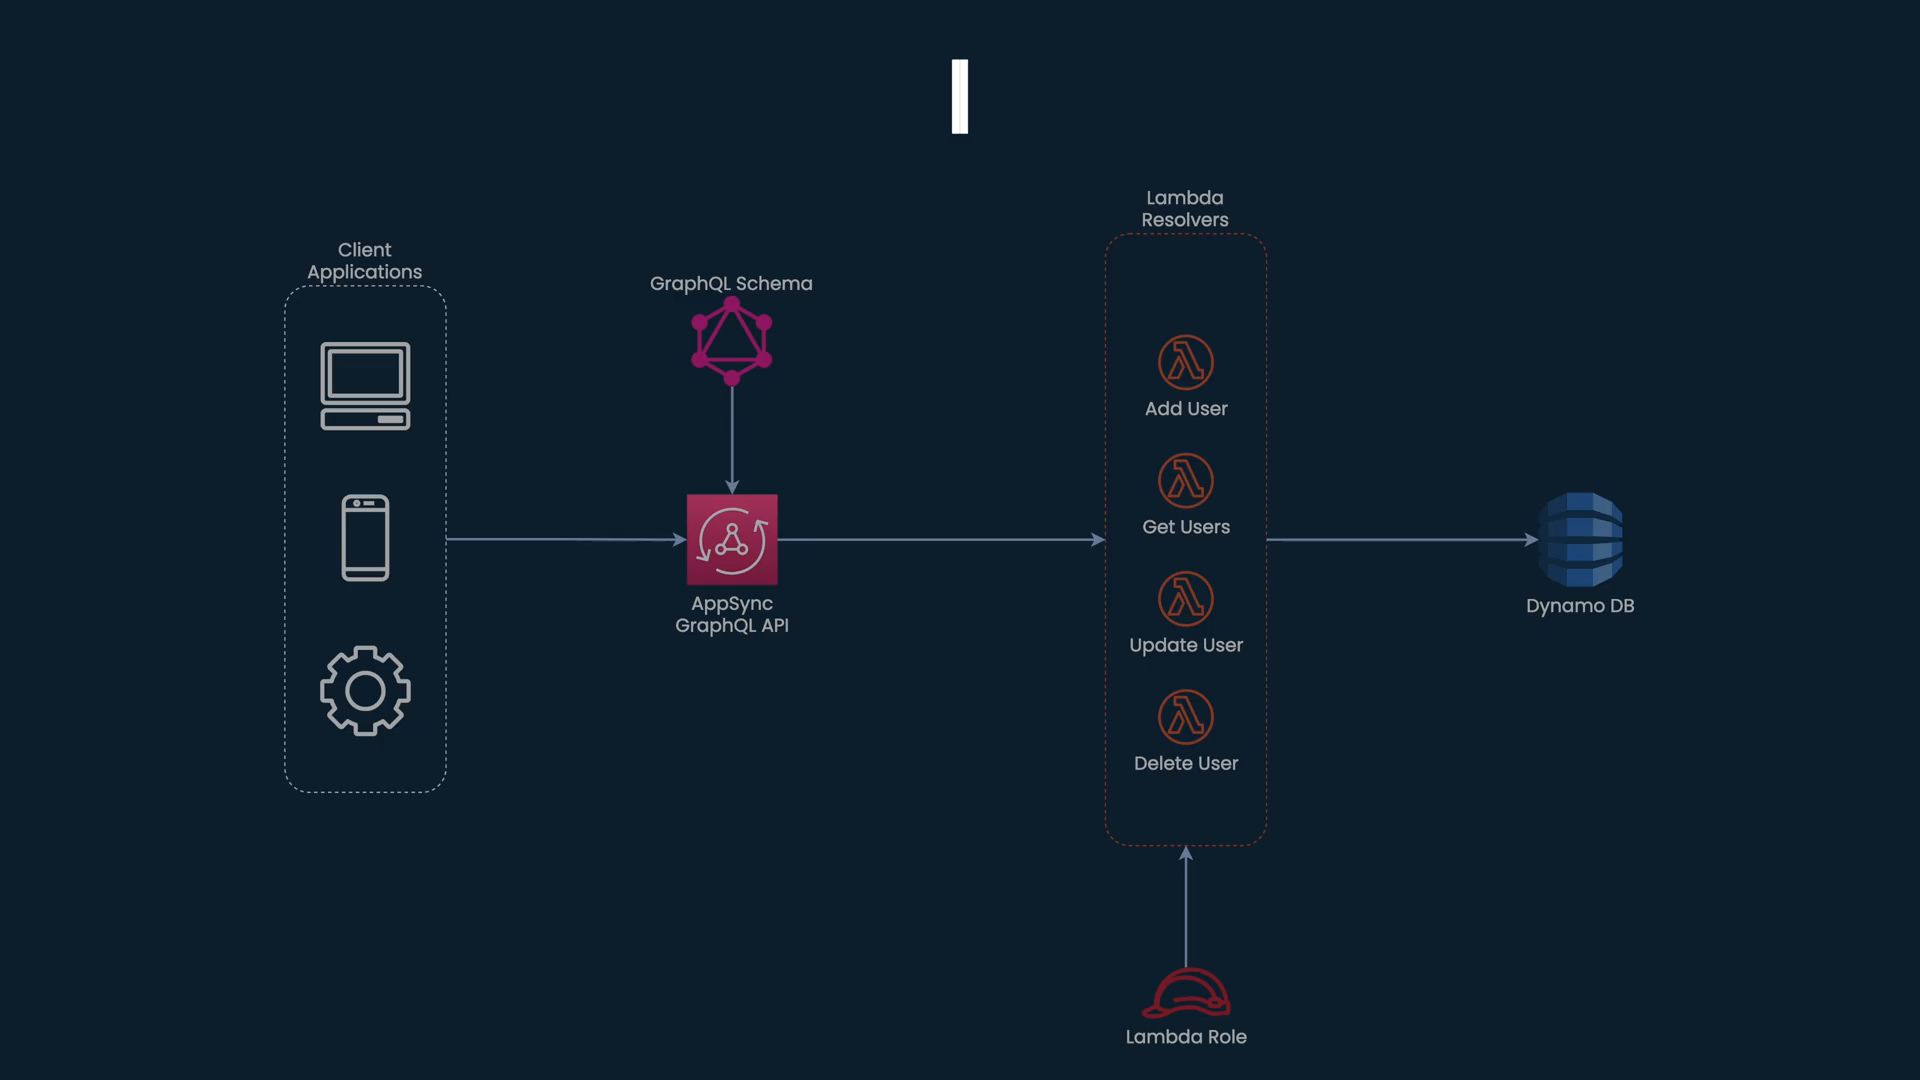 Lambda
Resolvers
Client
Applications
GraphQL Schema
Add User
Get Users
AppSync
GraphQL API
Dynamo DB
Update User
Delete User
Lambda Role